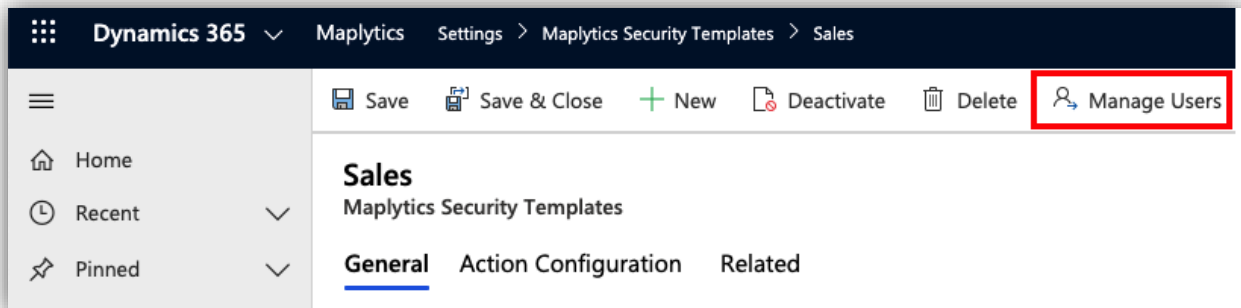 Dynamics 365 Maplytics Settings > Maplytics Security Templates > Sales
Save Save & Close New Deactivate Delete Manage Users
Home
Recent
Pinned
Sales
Maplytics Security Templates
General Action Configuration Related